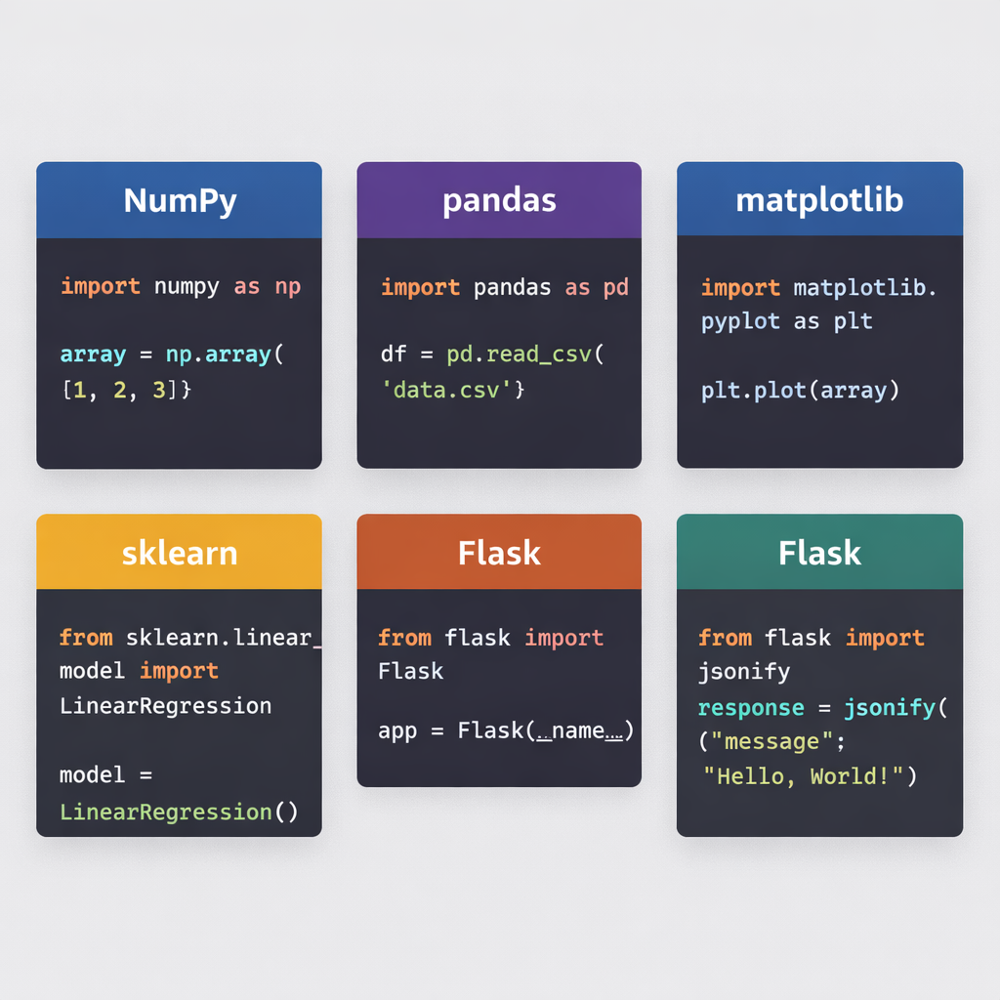 NumPy
import numpy as np
array = np.array(
[1, 2, 3]}
pandas
import pandas as pd
df = pd.read_csv(
'data.csv'}
matplotlib
import matplotlib.
pyplot as plt
plt.plot(array)
sklearn
from sklearn.linear_
model import
LinearRegression
model =
LinearRegression()
Flask
from flask import
Flask
app = Flask(__name__)
Flask
from flask import
jsonify
response = jsonify(
("message";
"Hello, World!")